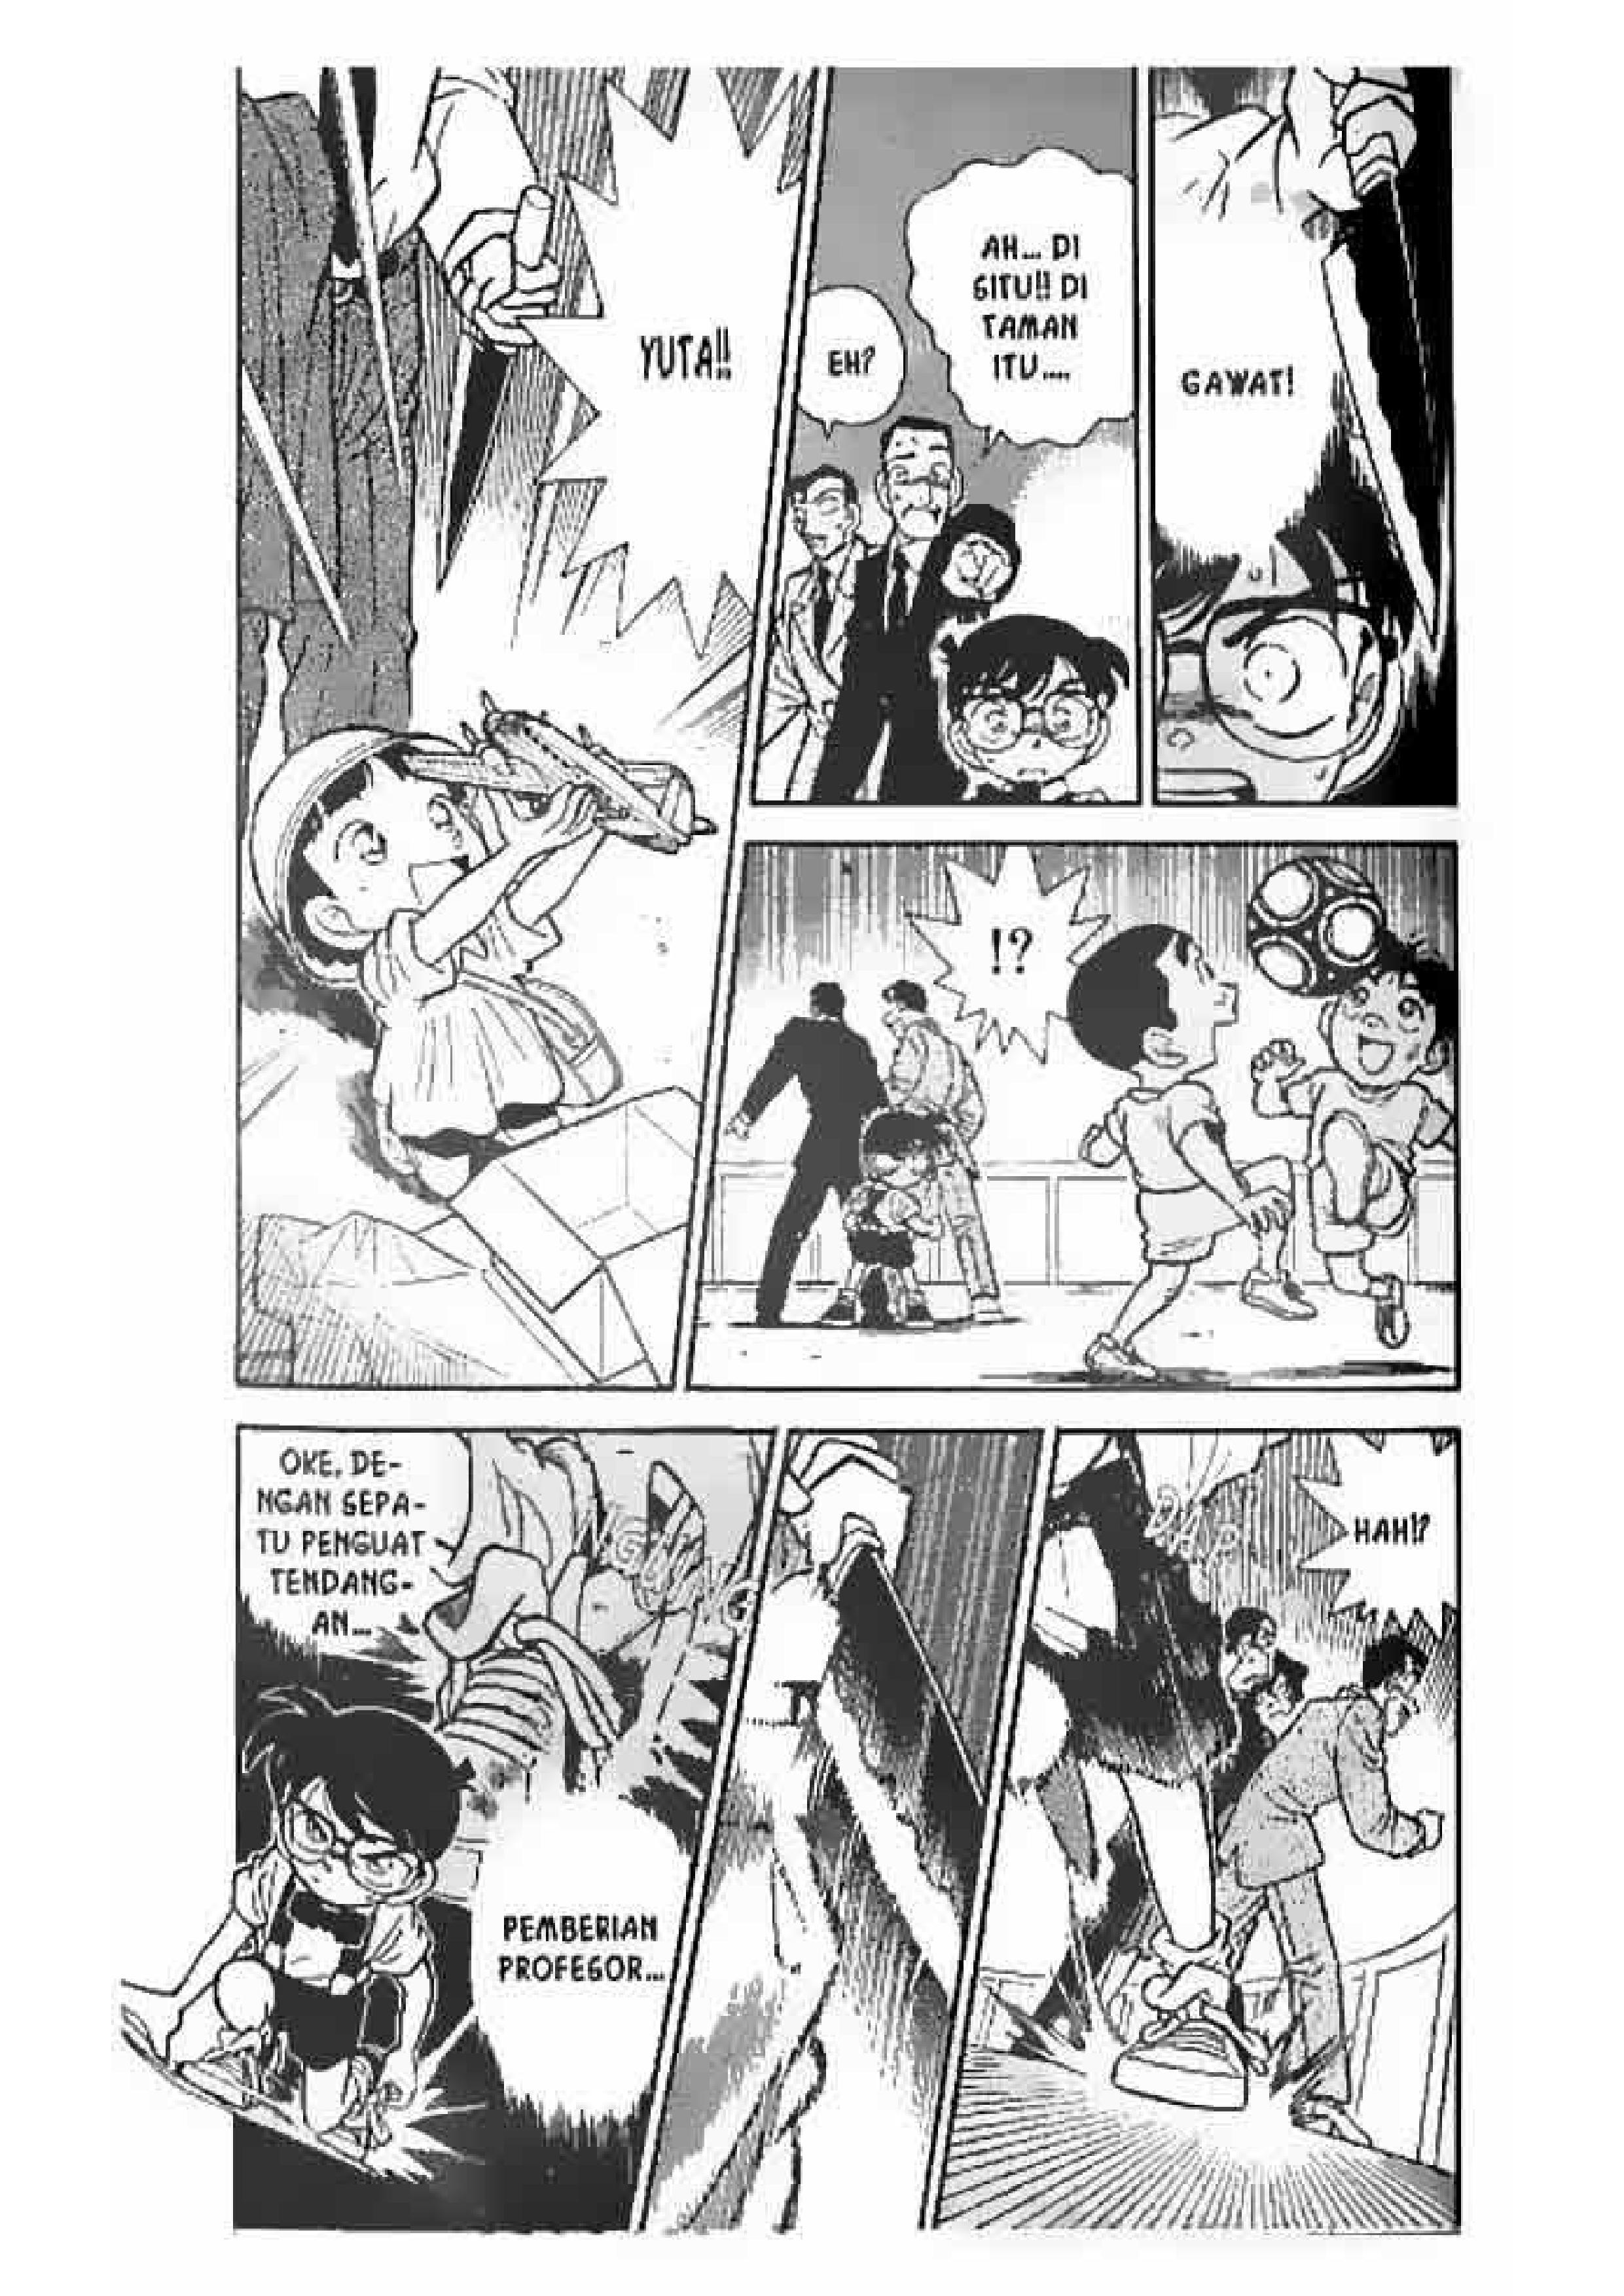 GAWAT!
AH... DI
SITU!! DI
TAMAN
ITU....
EH?
YUTA!!
!?
HAH!?
OKE, DE-
NGAN SEPA-
TU PENGUAT
TENDANG-
AN...
PEMBERIAN
PROFESOR...